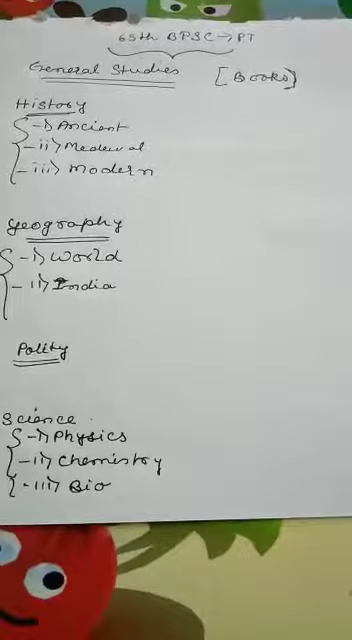 65th BPSC → PT
General Studies [Books]
History
- i) Ancient
- ii) Medieval
- iii) Modern
Geography
- i) World
- ii) India
Polity
Science
- i) Physics
- ii) Chemistry
- iii) Bio